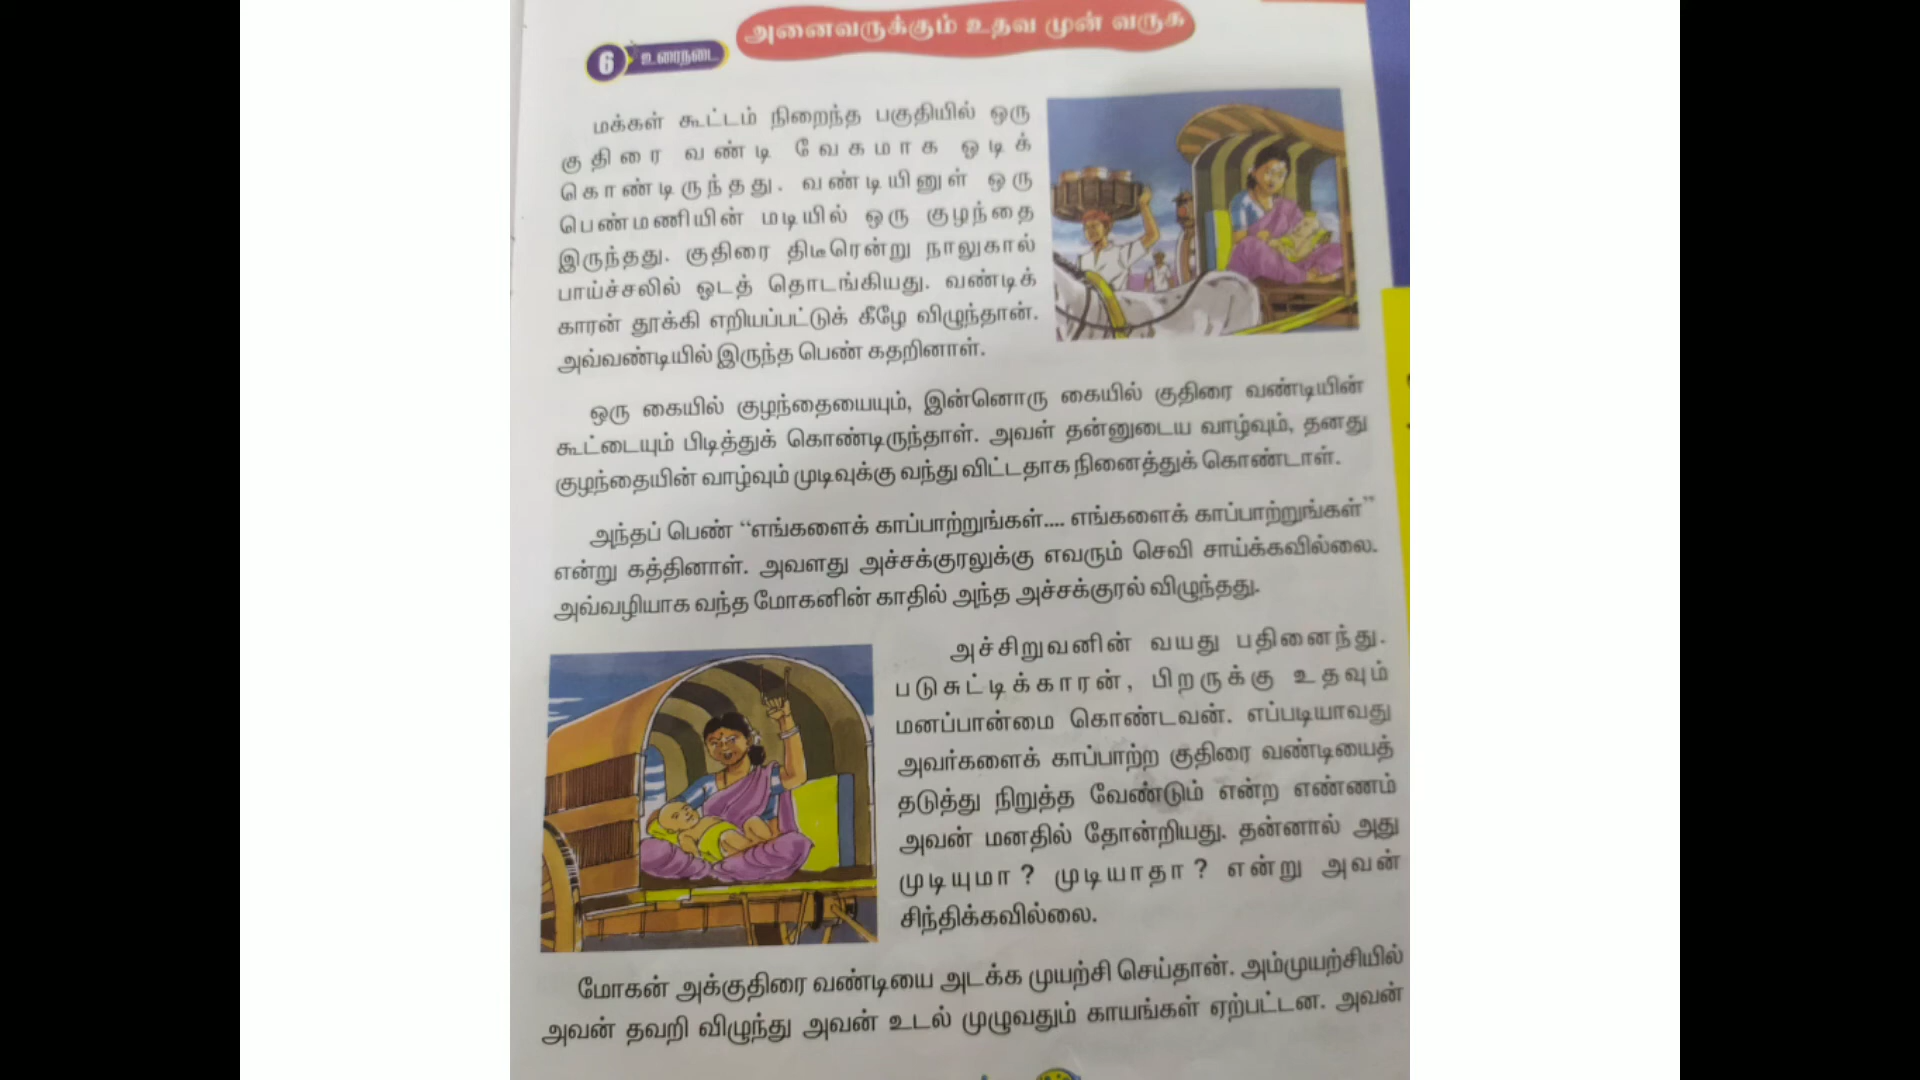 அனைவருக்கும் உதவ முன் வருக
6 உரைநடை
மக்கள் கூட்டம் நிறைந்த பகுதியில் ஒரு
குதிரை வண்டி வேகமாக ஓடிக்
கொண்டிருந்தது. வண்டியினுள் ஒரு
பெண்மணியின் மடியில் ஒரு குழந்தை
இருந்தது. குதிரை திடீரென்று நாலுகால்
பாய்ச்சலில் ஓடத் தொடங்கியது. வண்டிக்
காரன் தூக்கி எறியப்பட்டுக் கீழே விழுந்தான்.
அவ்வண்டியில் இருந்த பெண் கதறினாள்.
ஒரு கையில் குழந்தையையும், இன்னொரு கையில் குதிரை வண்டியின்
கூட்டையும் பிடித்துக் கொண்டிருந்தாள். அவள் தன்னுடைய வாழ்வும், தனது
குழந்தையின் வாழ்வும் முடிவுக்கு வந்து விட்டதாக நினைத்துக் கொண்டாள்.
அந்தப் பெண் “எங்களைக் காப்பாற்றுங்கள்.... எங்களைக் காப்பாற்றுங்கள்”
என்று கத்தினாள். அவளது அச்சக்குரலுக்கு எவரும் செவி சாய்க்கவில்லை.
அவ்வழியாக வந்த மோகனின் காதில் அந்த அச்சக்குரல் விழுந்தது.
அச்சிறுவனின் வயது பதினைந்து.
படுசுட்டிக்காரன், பிறருக்கு உதவும்
மனப்பான்மை கொண்டவன். எப்படியாவது
அவர்களைக் காப்பாற்ற குதிரை வண்டியைத்
தடுத்து நிறுத்த வேண்டும் என்ற எண்ணம்
அவன் மனதில் தோன்றியது. தன்னால் அது
முடியுமா? முடியாதா? என்று அவன்
சிந்திக்கவில்லை.
மோகன் அக்குதிரை வண்டியை அடக்க முயற்சி செய்தான். அம்முயற்சியில்
அவன் தவறி விழுந்து அவன் உடல் முழுவதும் காயங்கள் ஏற்பட்டன. அவன்